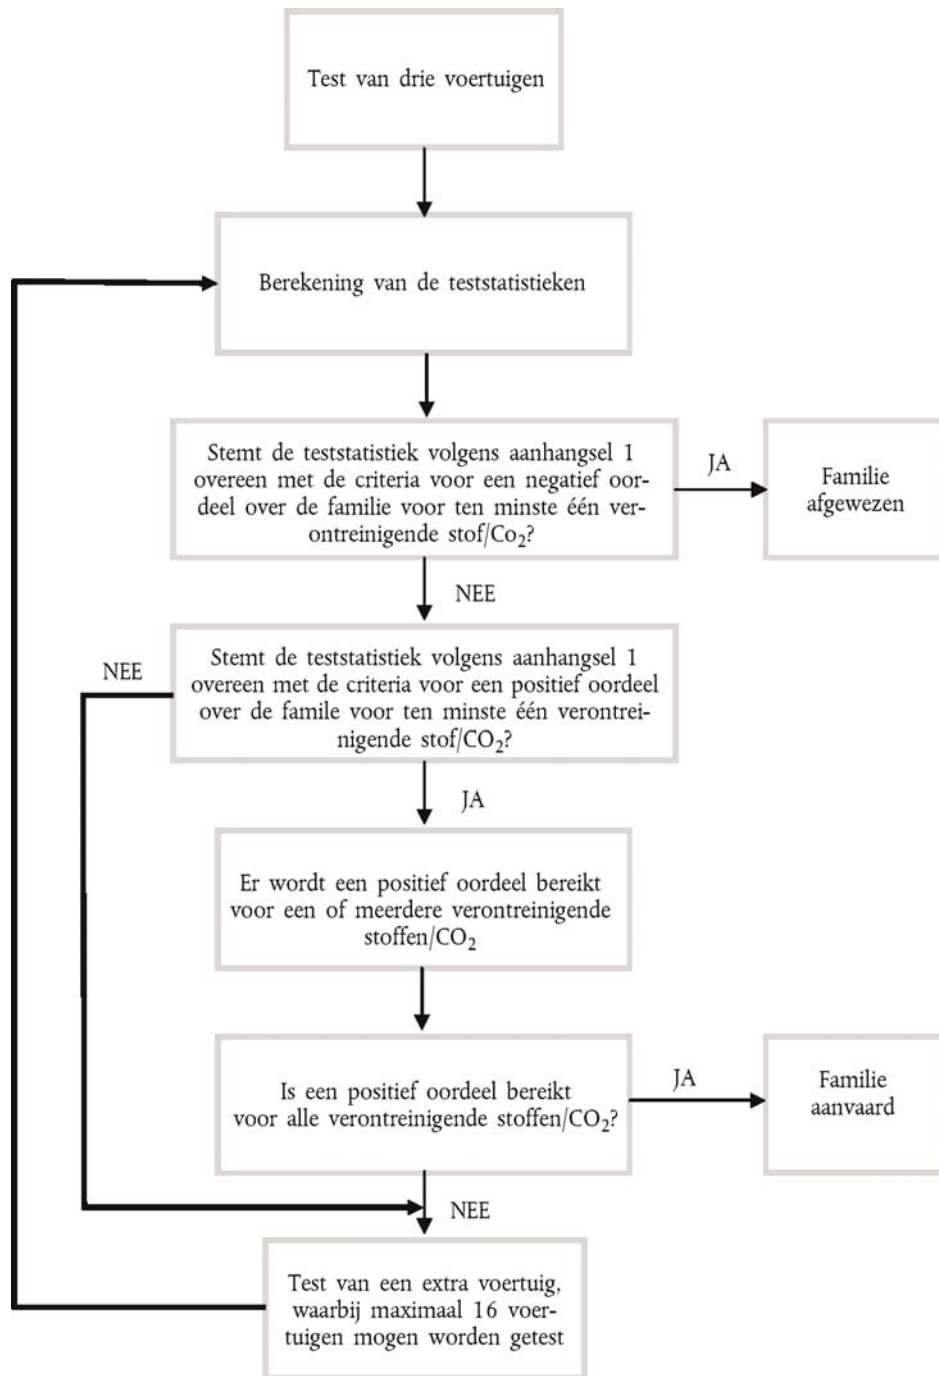 Test van drie voertuigen
Berekening van de teststatistieken
Stemt de teststatistiek volgens aanhangsel 1
overeen met de criteria voor een negatief oor-
deel over de familie voor ten minste één ver-
ontreinigende stof/Co₂?
JA
Familie
afgewezen
NEE
NEE
Stemt de teststatistiek volgens aanhangsel 1
overeen met de criteria voor een positief oordeel
over de famile voor ten minste één verontrei-
nigende stof/CO₂?
JA
Er wordt een positief oordeel bereikt
voor een of meerdere verontreinigende
stoffen/CO₂
Is een positief oordeel bereikt
voor alle verontreinigende stoffen/CO₂?
JA
Familie
aanvaard
NEE
Test van een extra voertuig,
waarbij maximaal 16 voer-
tuigen mogen worden getest